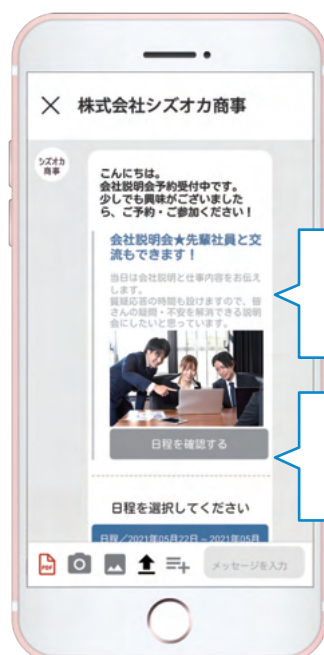 株式会社シズオカ商事
シズオカ
商事
こんにちは。
会社説明会予約受付中です。
少しでも興味がございました
ら、ご予約・ご参加ください！
会社説明会★先輩社員と交
流もできます！
当日は会社説明と仕事内容をお伝え
します。
質疑応答の時間も設けますので、皆
さんの疑問・不安を解消できる説明
会にしたいと思っています。
日程を確認する
日程を選択してください
日程／2021年05月22日～2021年05月
PDF
メッセージを入力